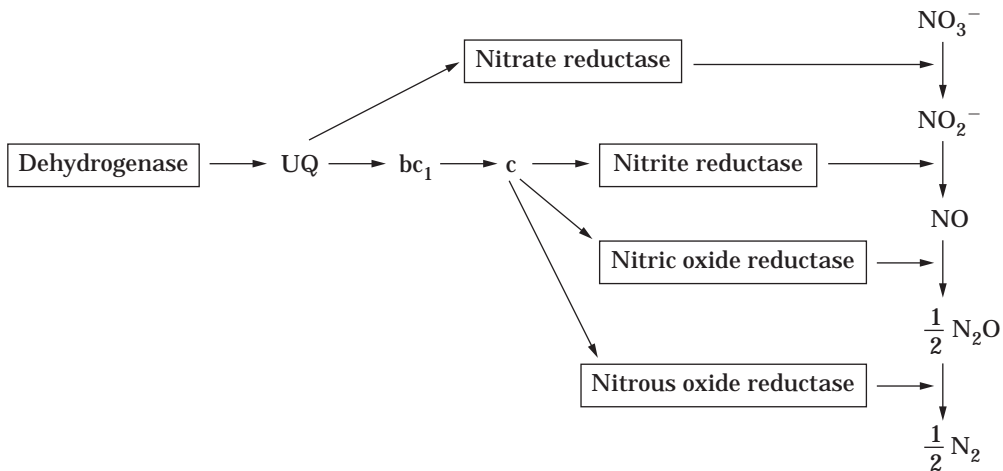 NO₃⁻
Nitrate reductase
NO₂⁻
Dehydrogenase UQ bc₁ c Nitrite reductase
NO
Nitric oxide reductase
1/2 N₂O
Nitrous oxide reductase
1/2 N₂